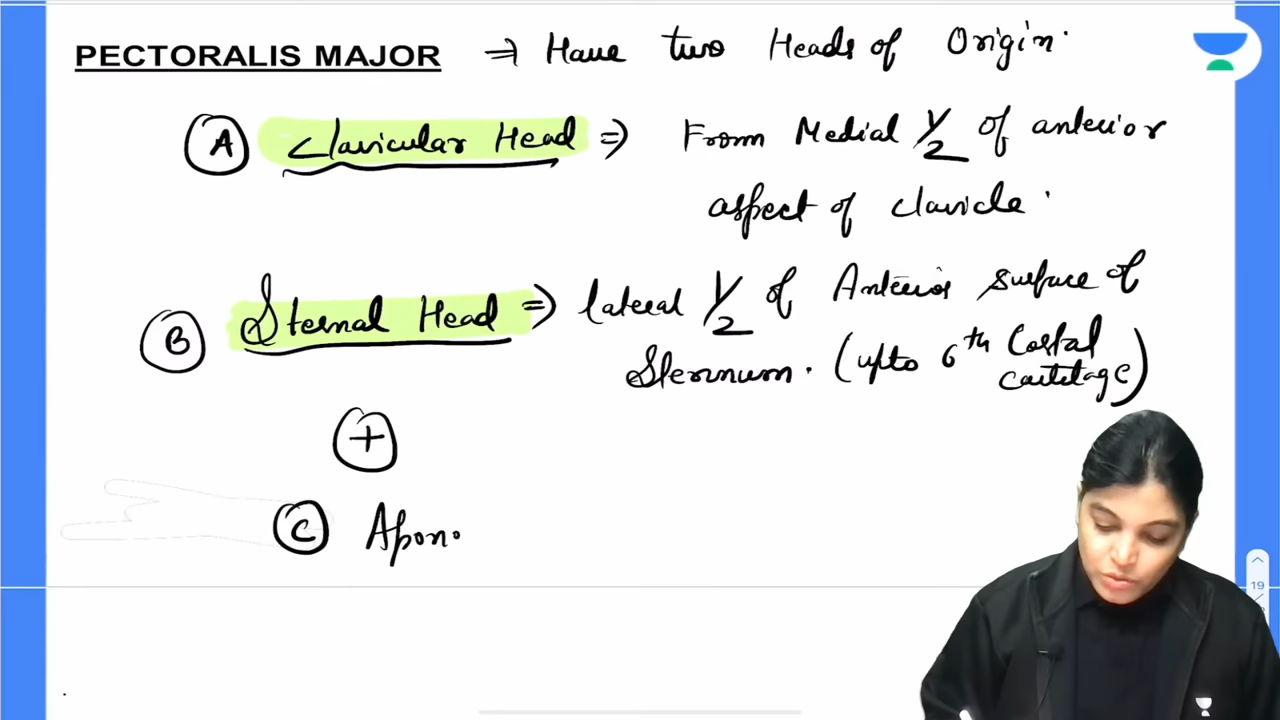 PECTORALIS MAJOR ⇒ Have two Heads of Origin.
A Clavicular Head ⇒ From Medial 1/2 of anterior
aspect of clavicle.
B Sternal Head ⇒ lateral 1/2 of Anterior surface of
Sternum. (upto 6th Costal
cartilage)
+
C Apono
19